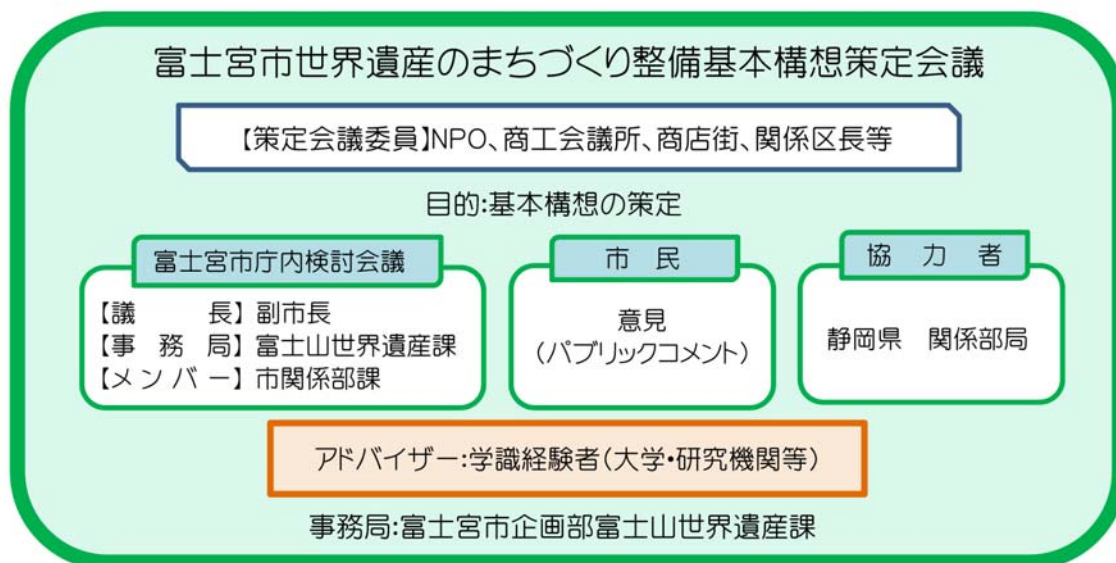 富士宮市世界遺産のまちづくり整備基本構想策定会議
【策定会議委員】NPO、商工会議所、商店街、関係区長等
目的:基本構想の策定
富士宮市庁内検討会議
【議　　長】副市長
【事　務　局】富士山世界遺産課
【メンバー】市関係部課
市　民
意見
(パブリックコメント)
協　力　者
静岡県　関係部局
アドバイザー:学識経験者(大学・研究機関等)
事務局:富士宮市企画部富士山世界遺産課